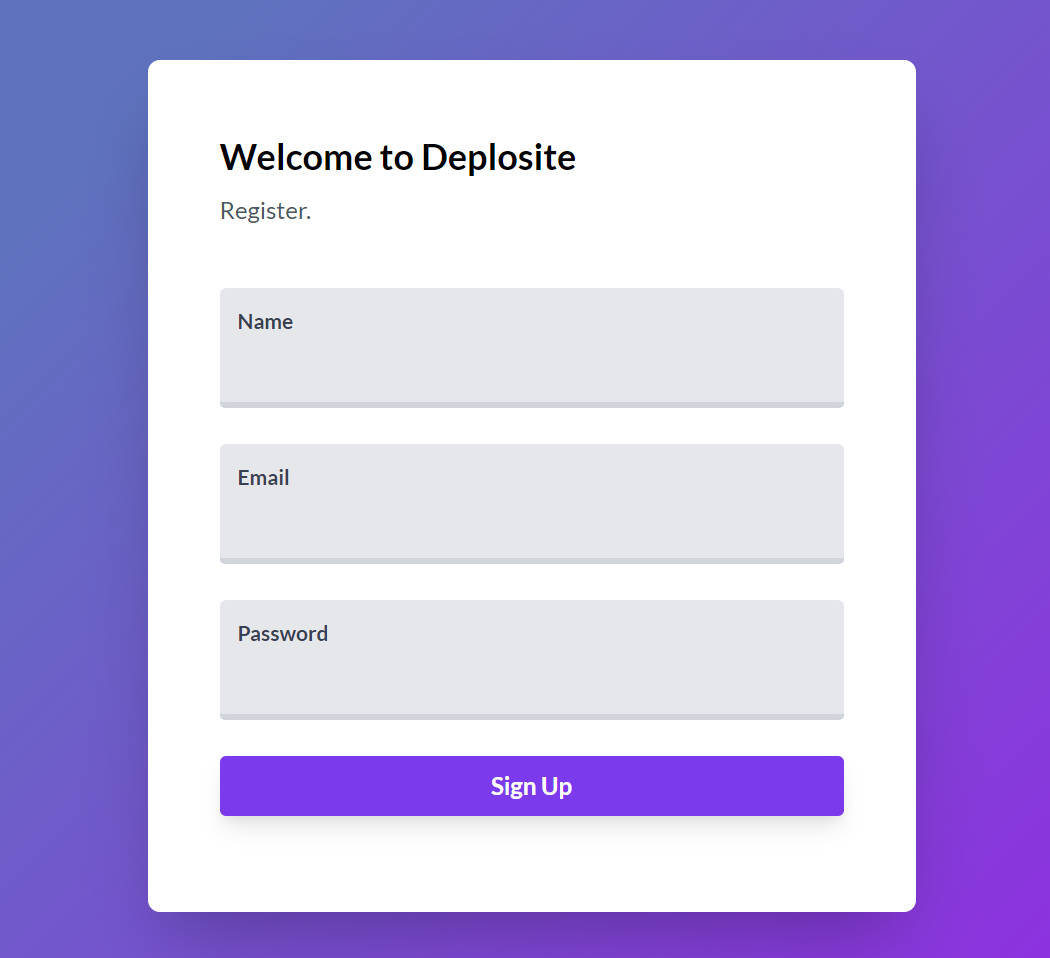 Welcome to Deplosite
Register.
Name
Email
Password
Sign Up